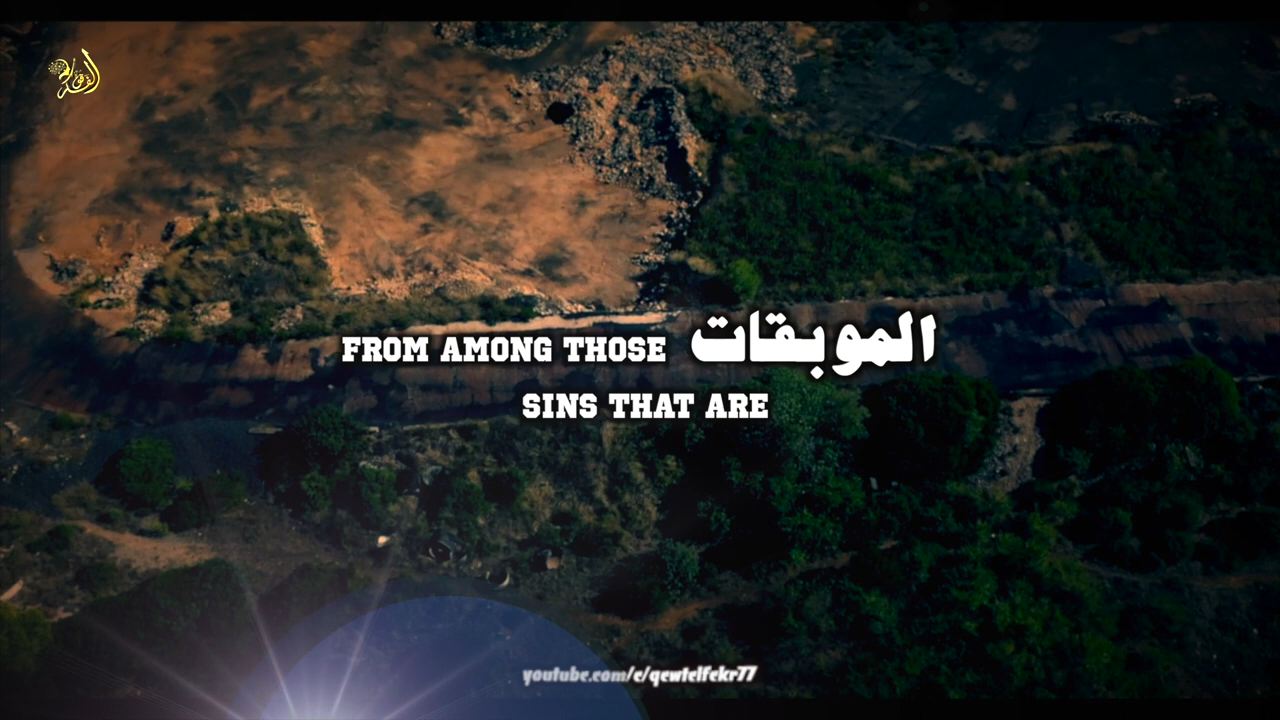 FROM AMONG THOSE الموبقات
SINS THAT ARE
youtube.com/c/qewtelfekr77